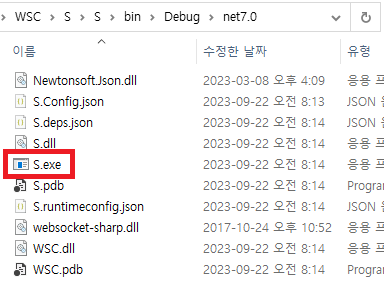 WSC > S > S > bin > Debug > net7.0
이름 수정한 날짜 유형
Newtonsoft.Json.dll 2023-03-08 오후 4:09 응용 프
S.Config.json 2023-09-22 오전 8:13 JSON 원
S.deps.json 2023-09-22 오전 8:14 JSON 원
S.dll 2023-09-22 오전 8:14 응용 프
S.exe 2023-09-22 오전 8:14 응용 프
S.pdb 2023-09-22 오전 8:14 Progra
S.runtimeconfig.json 2023-09-22 오전 8:14 JSON 원
websocket-sharp.dll 2017-10-24 오후 10:52 응용 프
WSC.dll 2023-09-22 오전 8:14 응용 프
WSC.pdb 2023-09-22 오전 8:14 Progra